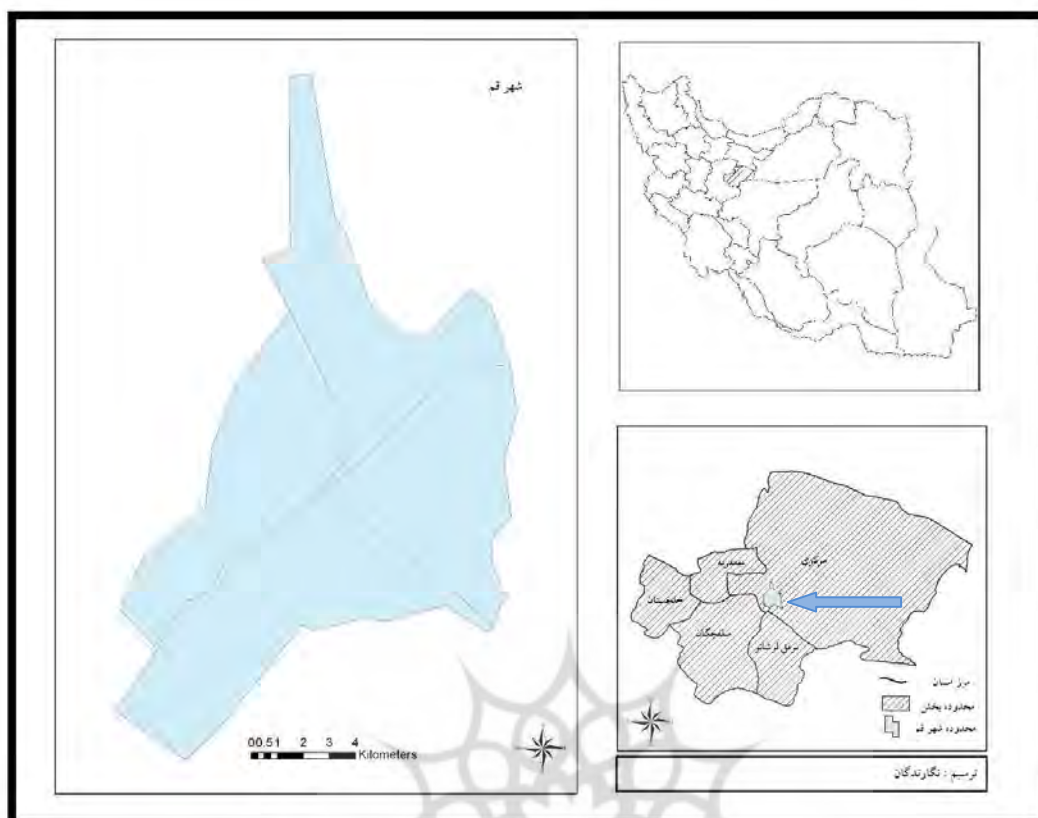 شهر قم
00.51 2 3 4
Kilometers
مرکزی
جعفریه
خلجستان
سلفچگان
مرز استان
محدوده بخش
محدوده شهر قم
ترسیم : نگارندگان